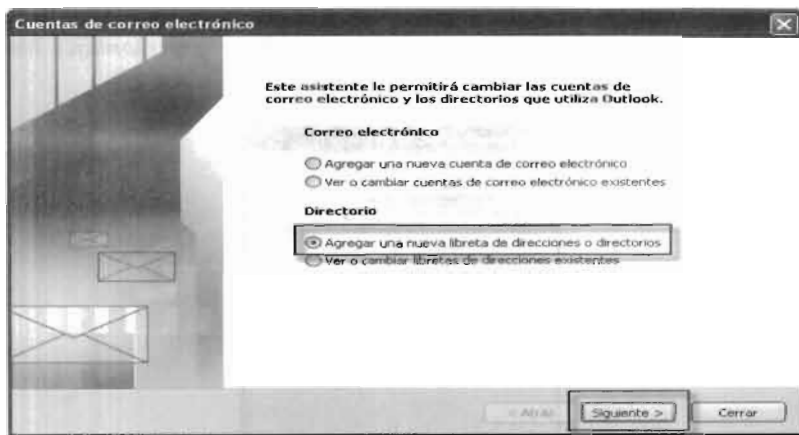 Cuentas de correo electrónico
Este asistente le permitirá cambiar las cuentas de
correo electrónico y los directorios que utiliza Outlook.
Correo electrónico
Agregar una nueva cuenta de correo electrónico
Ver o cambiar cuentas de correo electrónico existentes
Directorio
Agregar una nueva libreta de direcciones o directorios
Ver o cambiar libretas de direcciones existentes
< Atrás
Siguiente >
Cerrar